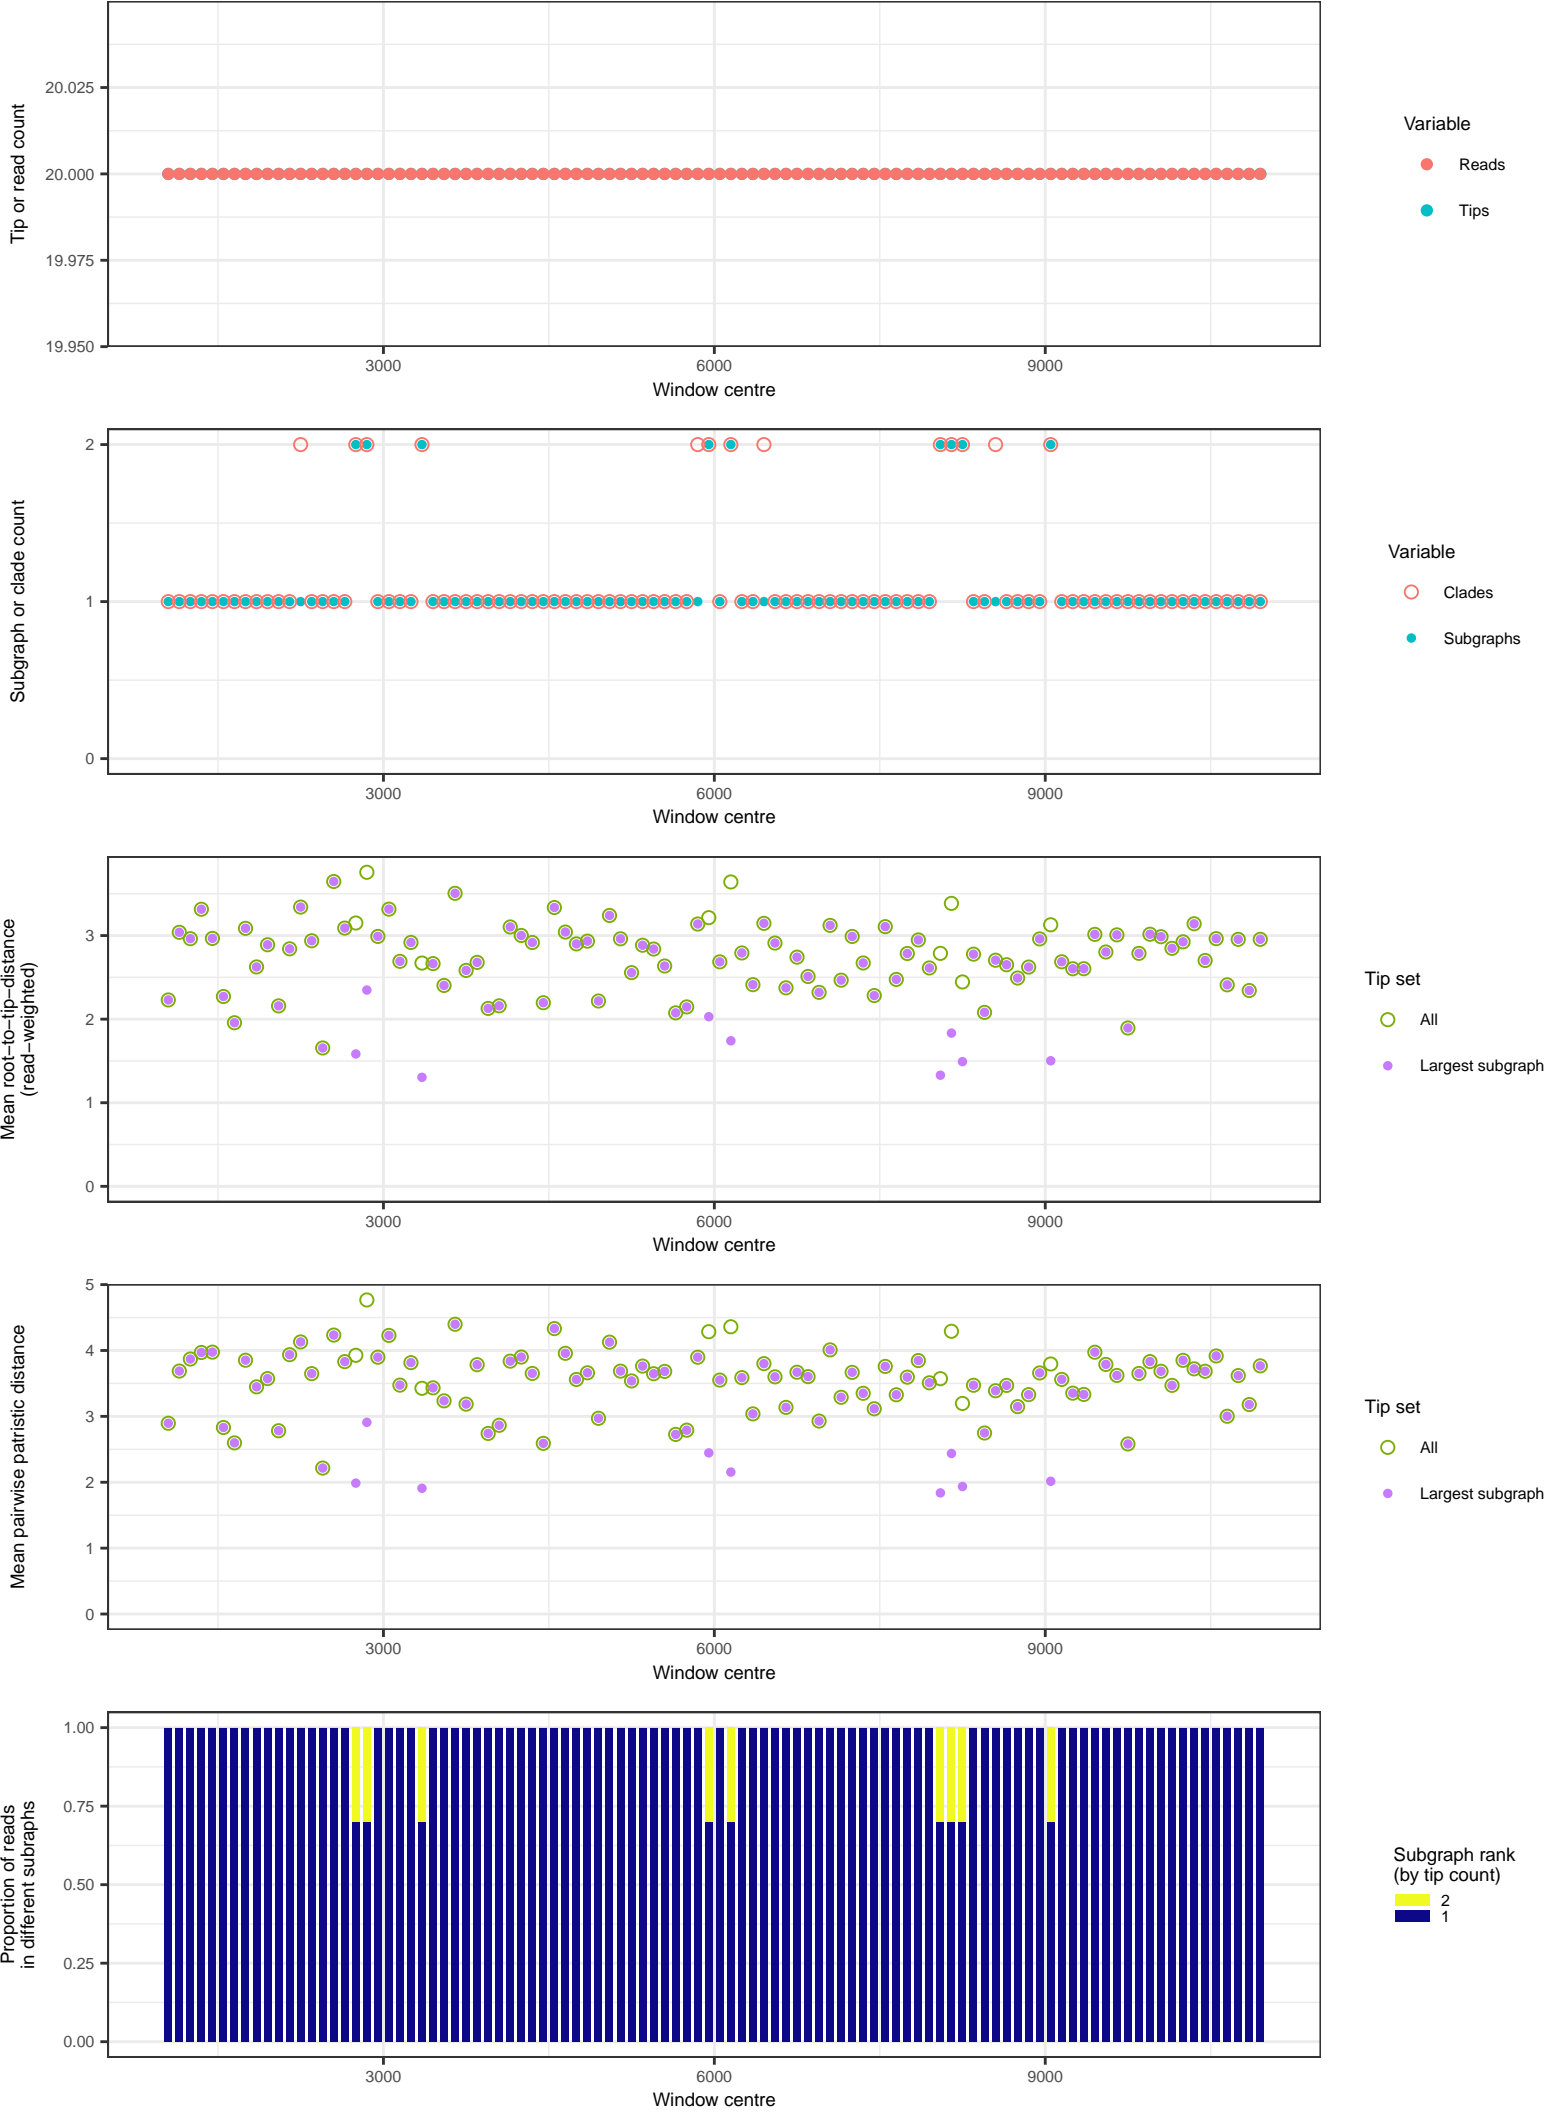 20.025
20.000
19.975
19.950
Tip or read count
3000
6000
9000
Window centre
Variable
Reads
Tips
2
1
0
Subgraph or clade count
3000
6000
9000
Window centre
Variable
Clades
Subgraphs
3
2
1
0
Mean root−to−tip−distance
(read−weighted)
3000
6000
9000
Window centre
Tip set
All
Largest subgraph
5
4
3
2
1
0
Mean pairwise patristic distance
3000
6000
9000
Window centre
Tip set
All
Largest subgraph
1.00
0.75
0.50
0.25
0.00
Proportion of reads
in different subraphs
3000
6000
9000
Window centre
Subgraph rank
(by tip count)
2
1